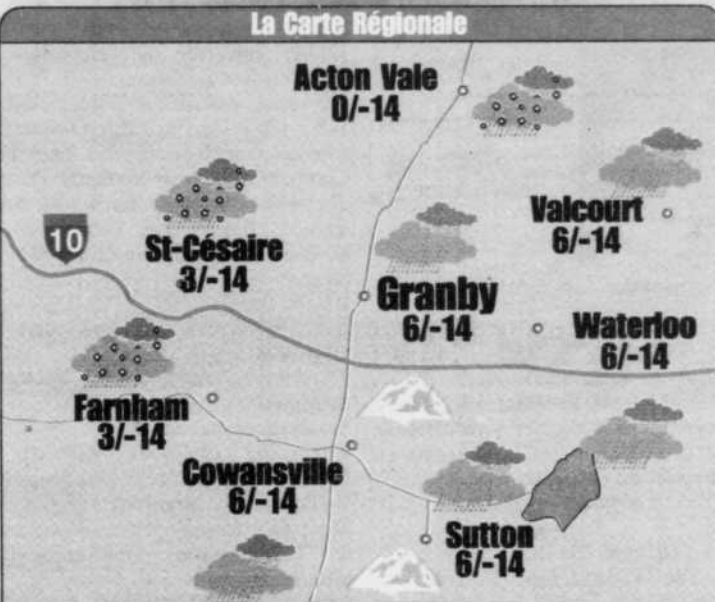 La Carte Régionale
Acton Vale
0/-14
Valcourt
6/-14
10
St-Césaire
3/-14
Granby
6/-14
Waterloo
6/-14
Farnham
3/-14
Cowansville
6/-14
Sutton
6/-14